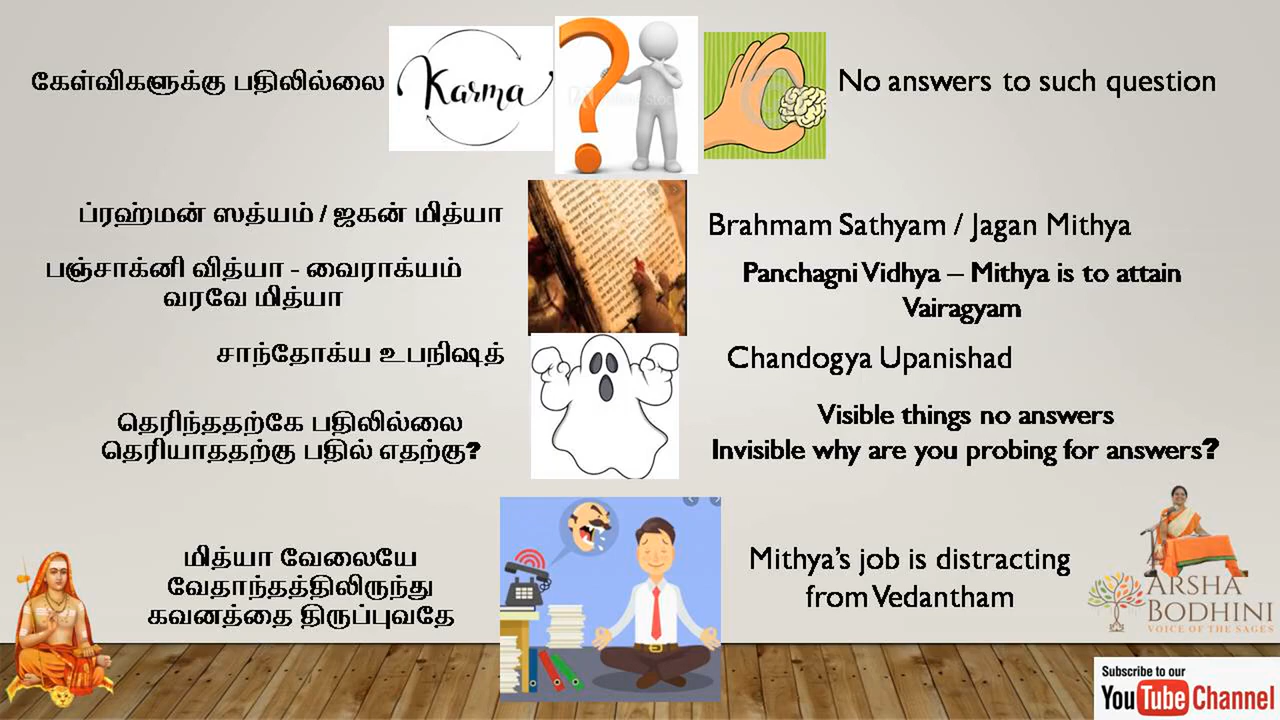 கேள்விகளுக்கு பதிலில்லை
Karma
No answers to such question
ப்ரஹ்மன் ஸத்யம் / ஜகன் மித்யா
Brahmam Sathyam / Jagan Mithya
பஞ்சாக்னி வித்யா - வைராக்யம்
வரவே மித்யா
Panchagni Vidhya – Mithya is to attain
Vairagyam
சாந்தோக்ய உபநிஷத்
Chandogya Upanishad
தெரிந்ததற்கே பதிலில்லை
தெரியாததற்கு பதில் எதற்கு?
Visible things no answers
Invisible why are you probing for answers?
மித்யா வேலையே
வேதாந்தத்திலிருந்து
கவனத்தை திருப்புவதே
Mithya's job is distracting
from Vedantham
ARSHA
BODHINI
VOICE OF THE SAGES
Subscribe to our
YouTube Channel